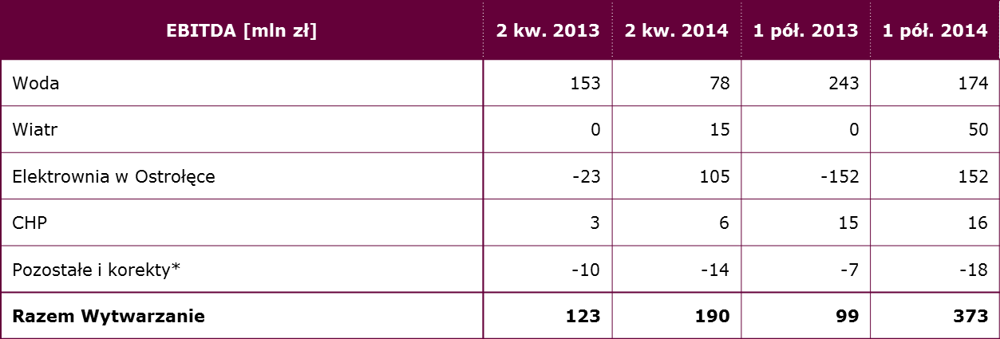 EBITDA [mln zł] 2 kw. 2013 2 kw. 2014 1 pół. 2013 1 pół. 2014
Woda 153 78 243 174
Wiatr 0 15 0 50
Elektrownia w Ostrołęce -23 105 -152 152
CHP 3 6 15 16
Pozostałe i korekty* -10 -14 -7 -18
Razem Wytwarzanie 123 190 99 373